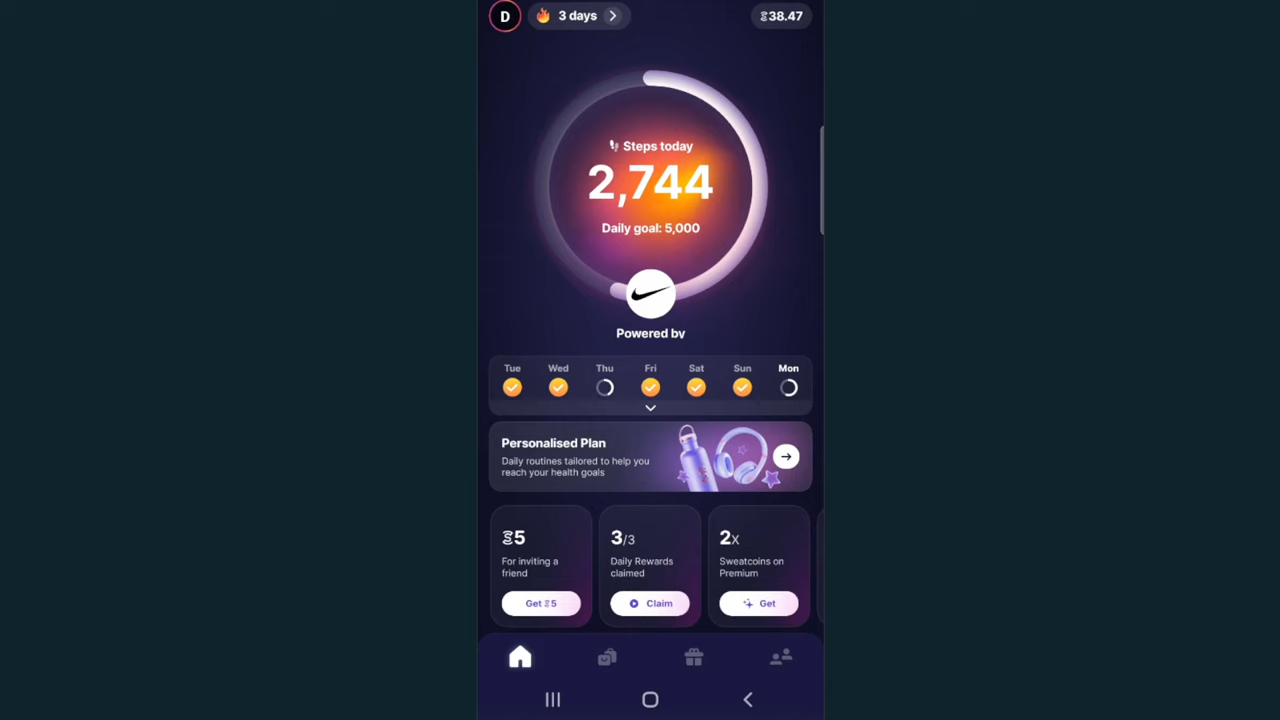 D 3 days 38.47
Steps today
2,744
Daily goal: 5,000
Powered by
Tue Wed Thu Fri Sat Sun Mon
Personalised Plan
Daily routines tailored to help you
reach your health goals
5
For inviting a
friend
Get 5
3/3
Daily Rewards
claimed
Claim
2X
Sweatcoins on
Premium
Get